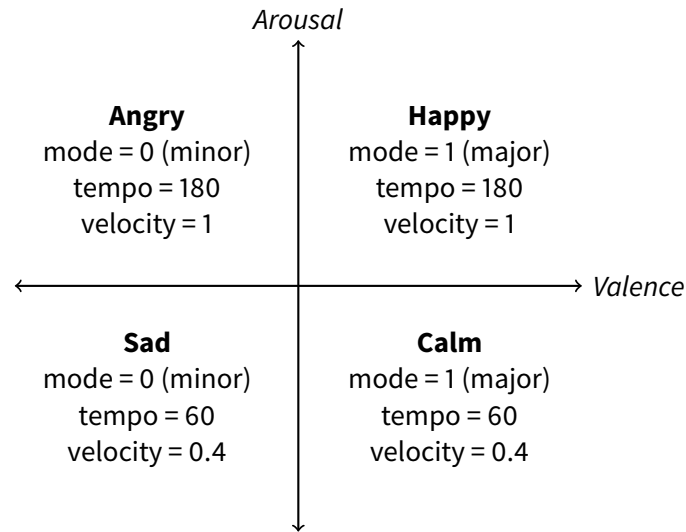 Arousal
Angry
mode = 0 (minor)
tempo = 180
velocity = 1
Happy
mode = 1 (major)
tempo = 180
velocity = 1
Valence
Sad
mode = 0 (minor)
tempo = 60
velocity = 0.4
Calm
mode = 1 (major)
tempo = 60
velocity = 0.4